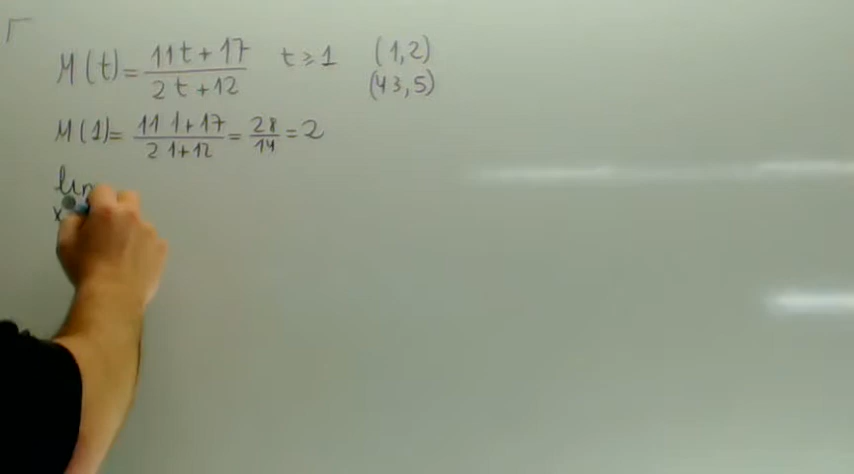 M(t)= 11t+17 / 2t+12 t≥1 (1,2)
(43,5)
M(1)= 11 1+17 / 2 1+12 = 28 / 14 = 2
lim
x